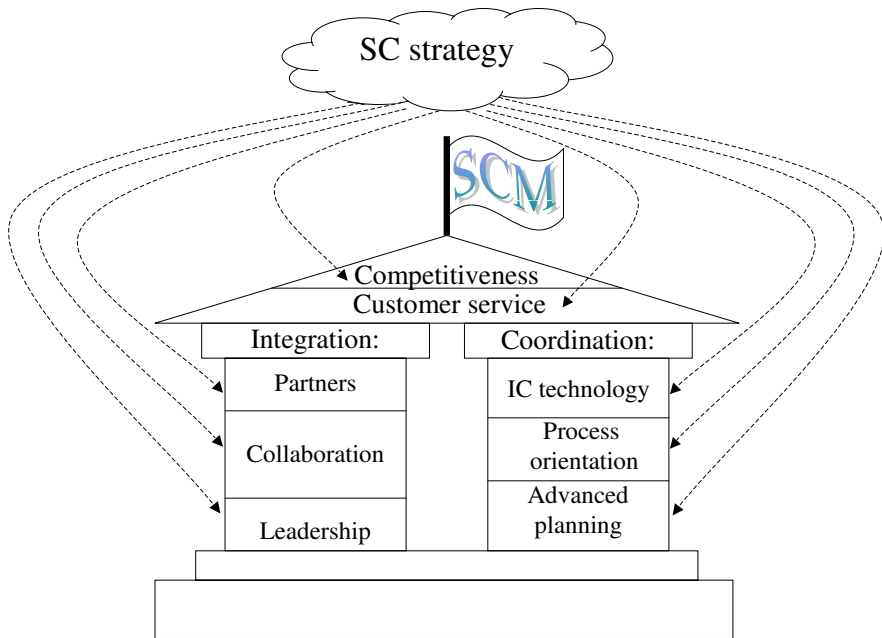 SC strategy
SCM
Competitiveness
Customer service
Integration:
Partners
Collaboration
Leadership
Coordination:
IC technology
Process
orientation
Advanced
planning